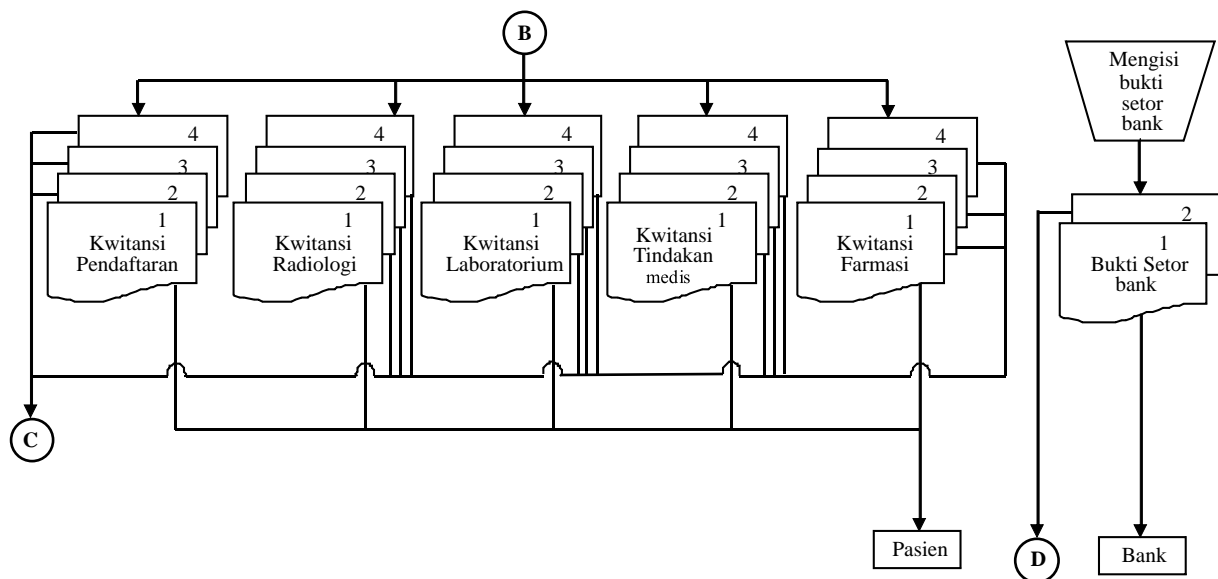 B
4
3
2
1
Kwitansi
Pendaftaran
4
3
2
1
Kwitansi
Radiologi
4
3
2
1
Kwitansi
Laboratorium
4
3
2
1
Kwitansi
Tindakan
medis
4
3
2
1
Kwitansi
Farmasi
C
Pasien
Mengisi
bukti
setor
bank
2
1
Bukti Setor
bank
D
Bank